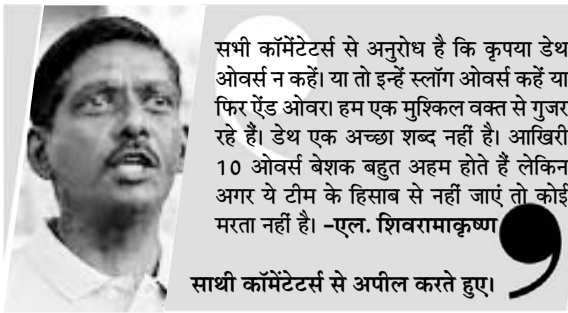 सभी कॉमेंटेटर्स से अनुरोध है कि कृपया डेथ
ओवर्स न कहें। या तो इन्हें स्लॉग ओवर्स कहें या
फिर ऐंड ओवर। हम एक मुश्किल वक्त से गुजर
रहे हैं। डेथ एक अच्छा शब्द नहीं है। आखिरी
10 ओवर्स बेशक बहुत अहम होते हैं लेकिन
अगर ये टीम के हिसाब से नहीं जाएं तो कोई
मरता नहीं है। –एल. शिवरामाकृष्ण
साथी कॉमेंटेटर्स से अपील करते हुए।